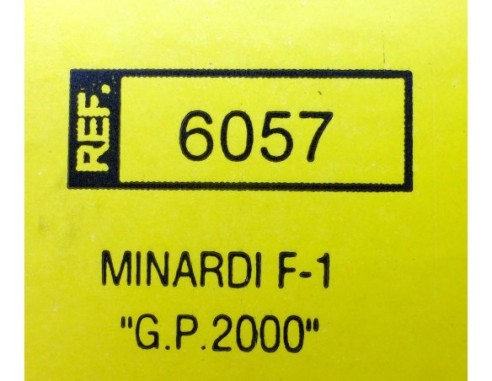 REF. 6057
MINARDI F-1
"G.P.2000"